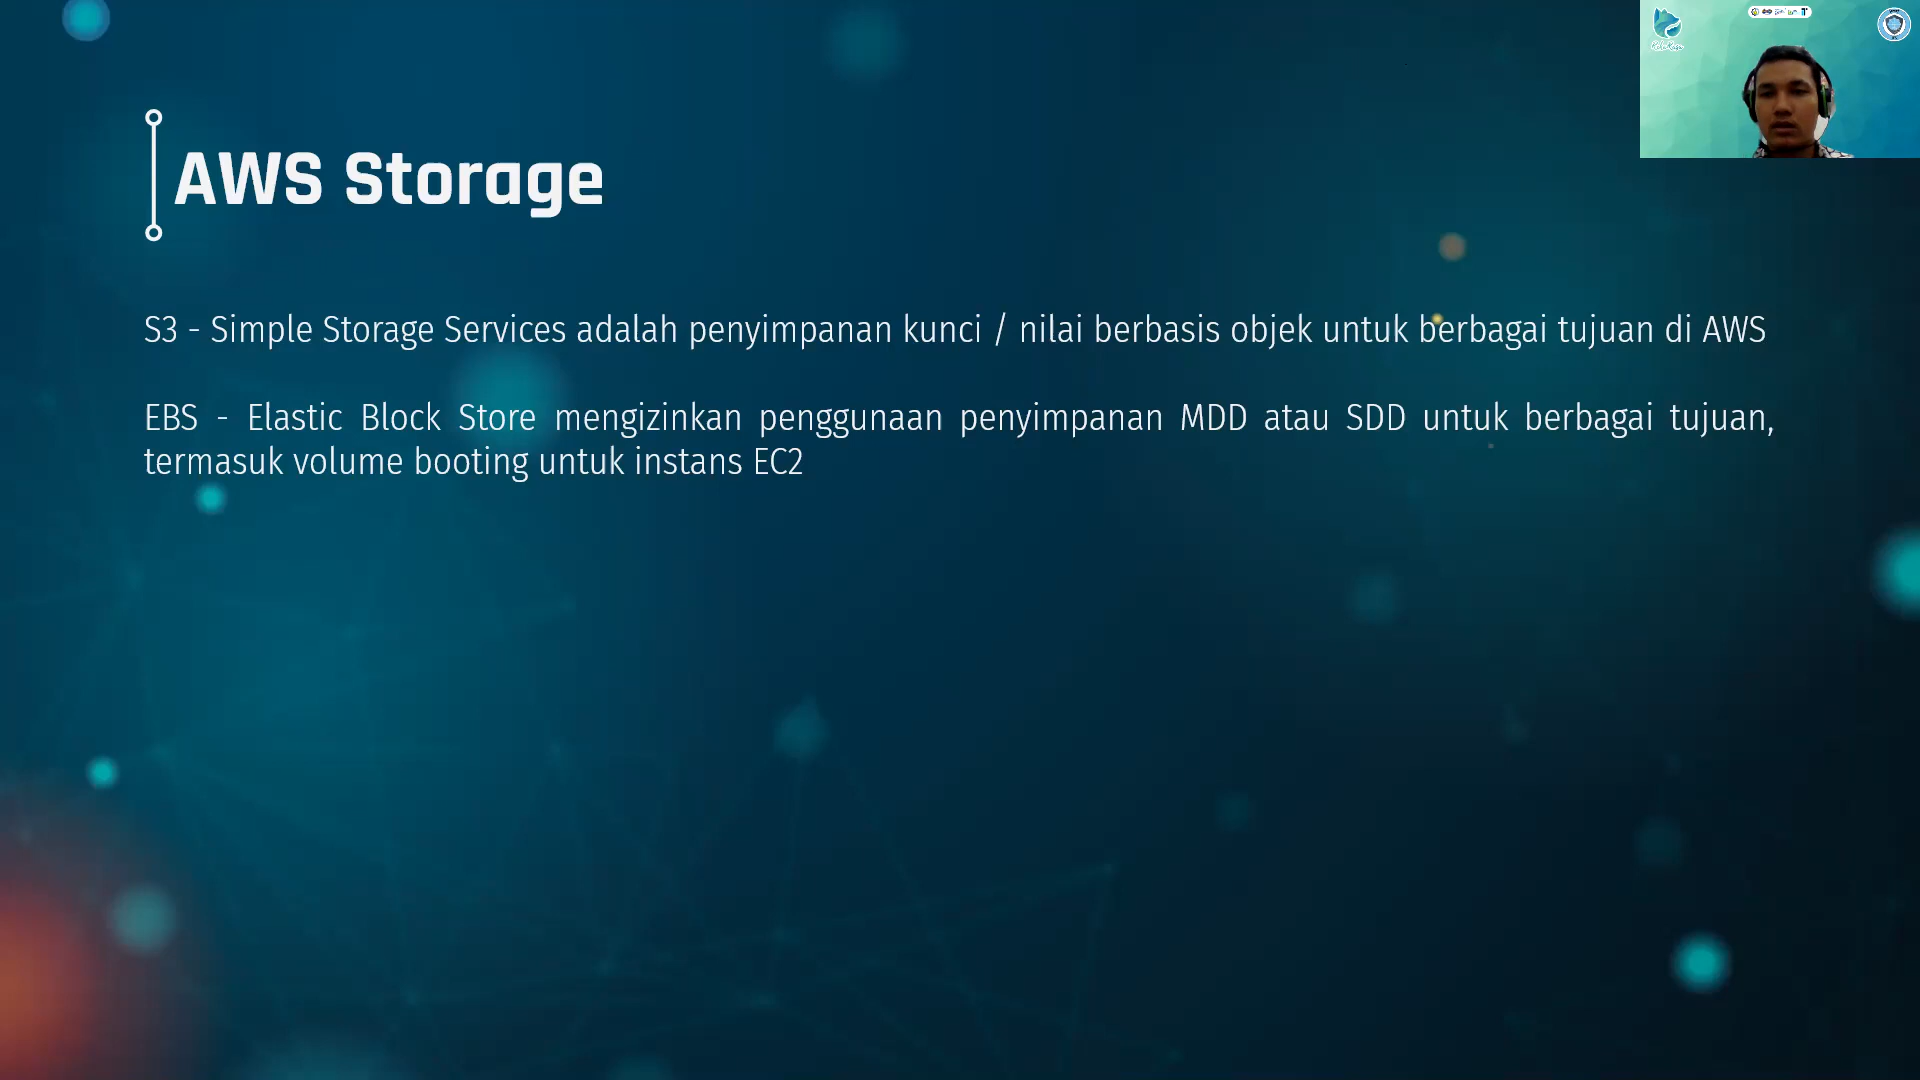 AWS Storage
S3 - Simple Storage Services adalah penyimpanan kunci / nilai berbasis objek untuk berbagai tujuan di AWS
EBS - Elastic Block Store mengizinkan penggunaan penyimpanan MDD atau SDD untuk berbagai tujuan,
termasuk volume booting untuk instans EC2